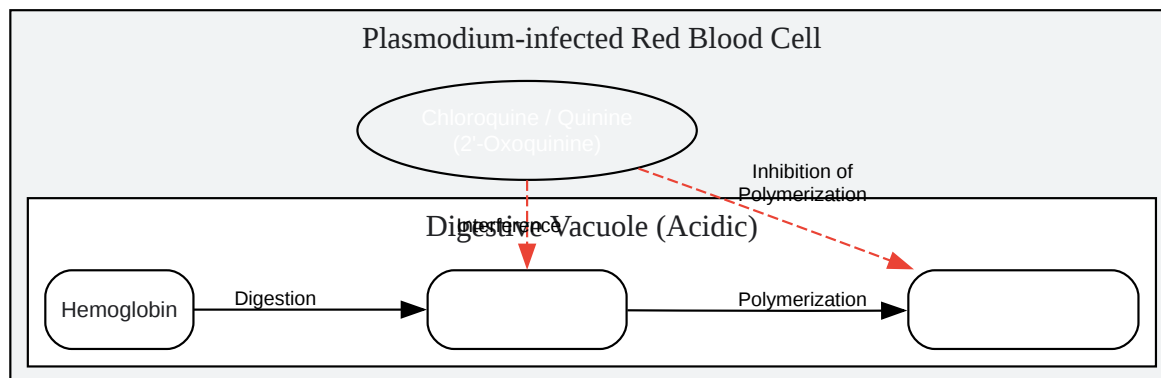 Plasmodium-infected Red Blood Cell
Chloroquine / Quinine
(2'-Oxoquinine)
Inhibition of
Polymerization
Digestive Vacuole (Acidic)
Interference
Hemoglobin
Digestion
Polymerization